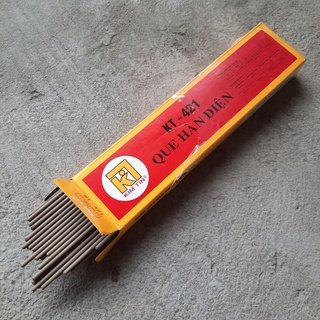 KT - 421
QUE HÀN ĐIỆN
KIM TÍN®